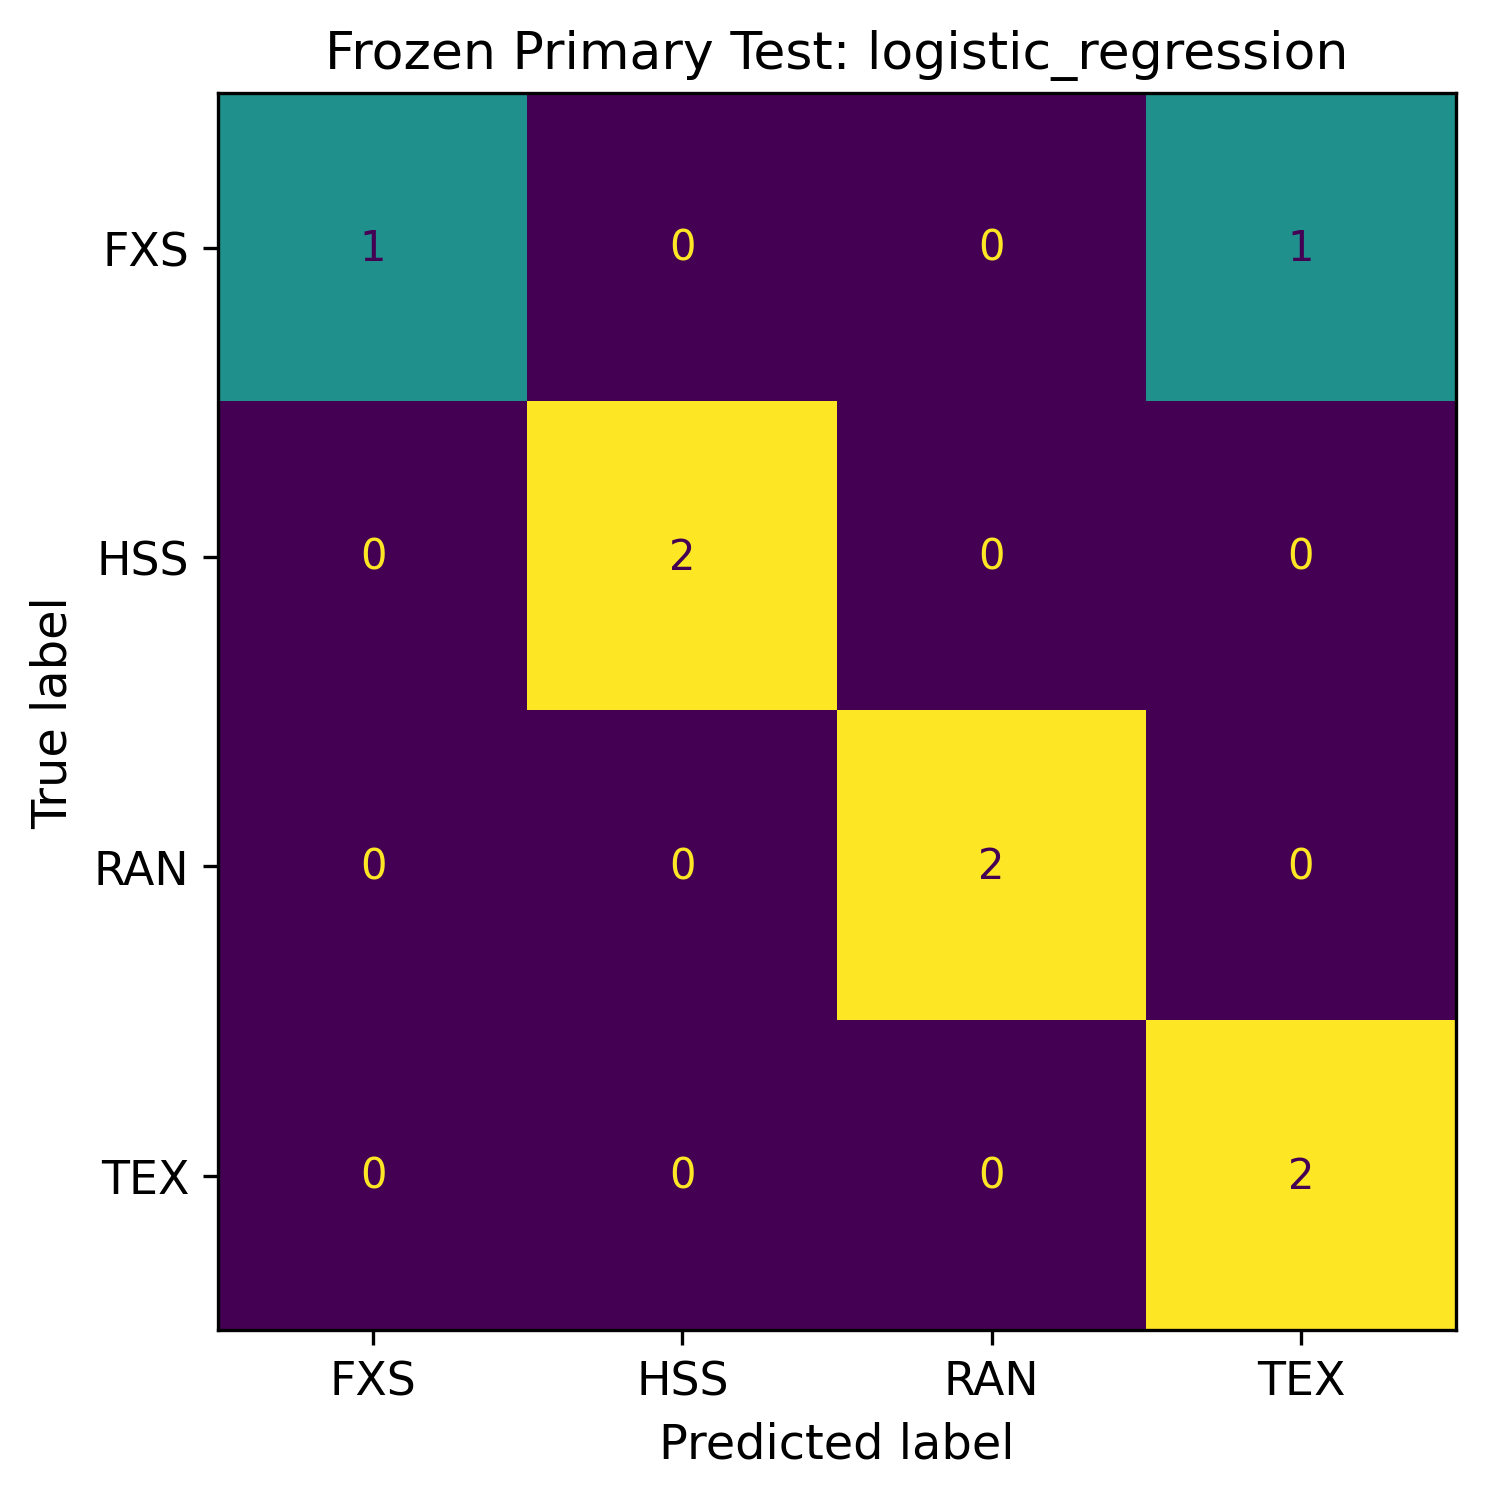 Frozen Primary Test: logistic_regression
FXS 1 0 0 1
HSS 0 2 0 0
RAN 0 0 2 0
TEX 0 0 0 2
FXS HSS RAN TEX
True label
Predicted label